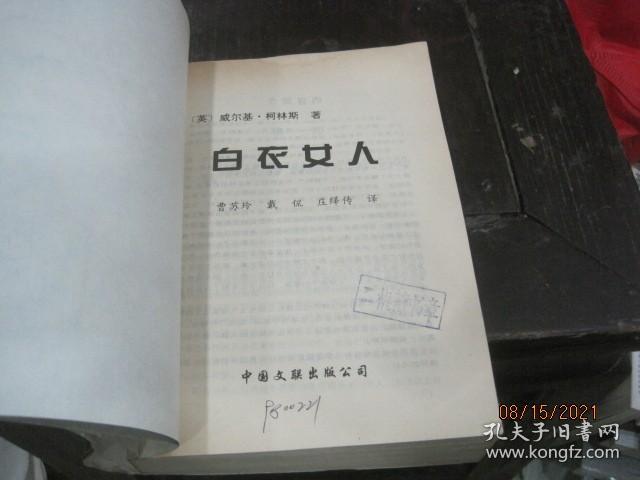 〔英〕威尔基·柯林斯 著
白衣女人
曹苏玲 戴 侃 庄绎传 译
中国文联出版公司
9800221
08/15/2021
孔夫子旧书网
www.kongfz.com